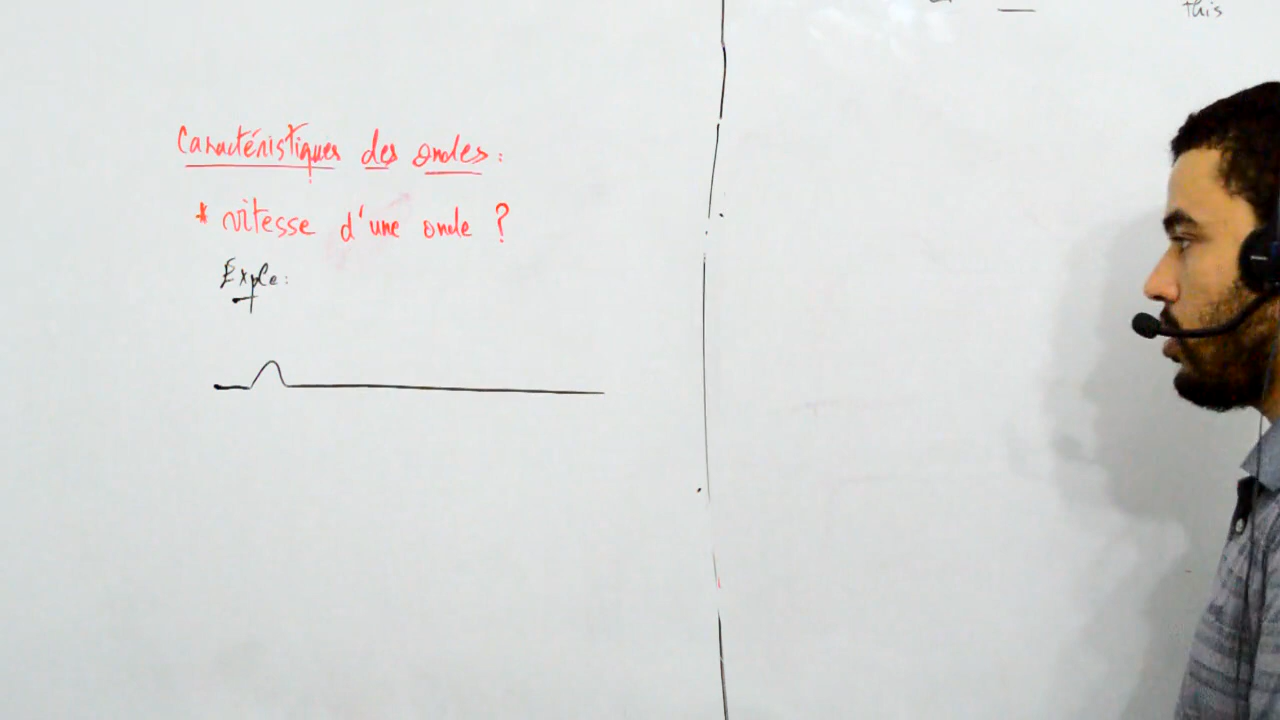 this
Caractéristiques des ondes :
* vitesse d'une onde ?
Exple :